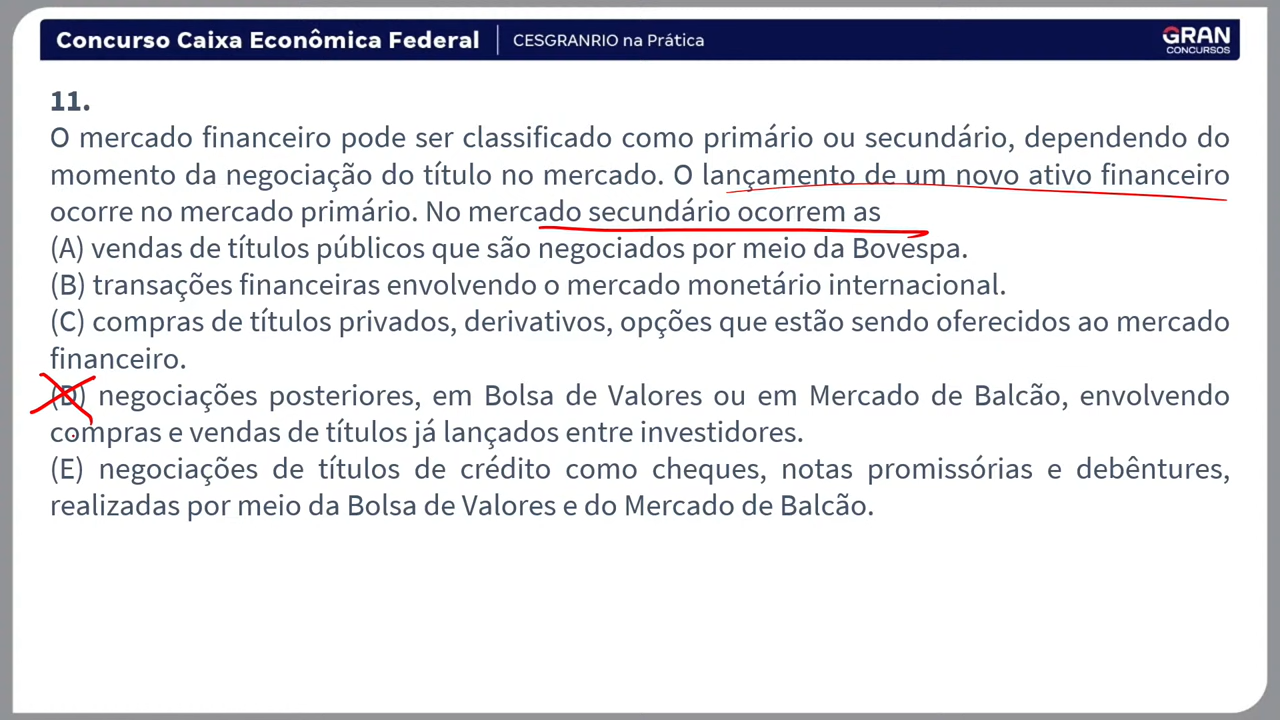 Concurso Caixa Econômica Federal | CESGRANRIO na Prática
GRAN
CONCURSOS
11.
O mercado financeiro pode ser classificado como primário ou secundário, dependendo do
momento da negociação do título no mercado. O lançamento de um novo ativo financeiro
ocorre no mercado primário. No mercado secundário ocorrem as
(A) vendas de títulos públicos que são negociados por meio da Bovespa.
(B) transações financeiras envolvendo o mercado monetário internacional.
(C) compras de títulos privados, derivativos, opções que estão sendo oferecidos ao mercado
financeiro.
(D) negociações posteriores, em Bolsa de Valores ou em Mercado de Balcão, envolvendo
compras e vendas de títulos já lançados entre investidores.
(E) negociações de títulos de crédito como cheques, notas promissórias e debêntures,
realizadas por meio da Bolsa de Valores e do Mercado de Balcão.